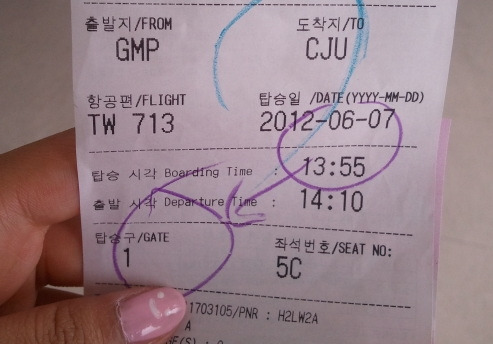 출발지/FROM 도착지/TO
GMP CJU
항공편/FLIGHT 탑승일 /DATE(YYYY-MM-DD)
TW 713 2012-06-07
탑승 시각 Boarding Time : 13:55
출발 시각 Departure Time : 14:10
탑승구/GATE 좌석번호/SEAT NO:
1 5C
1703105/PNR : H2LW2A
A